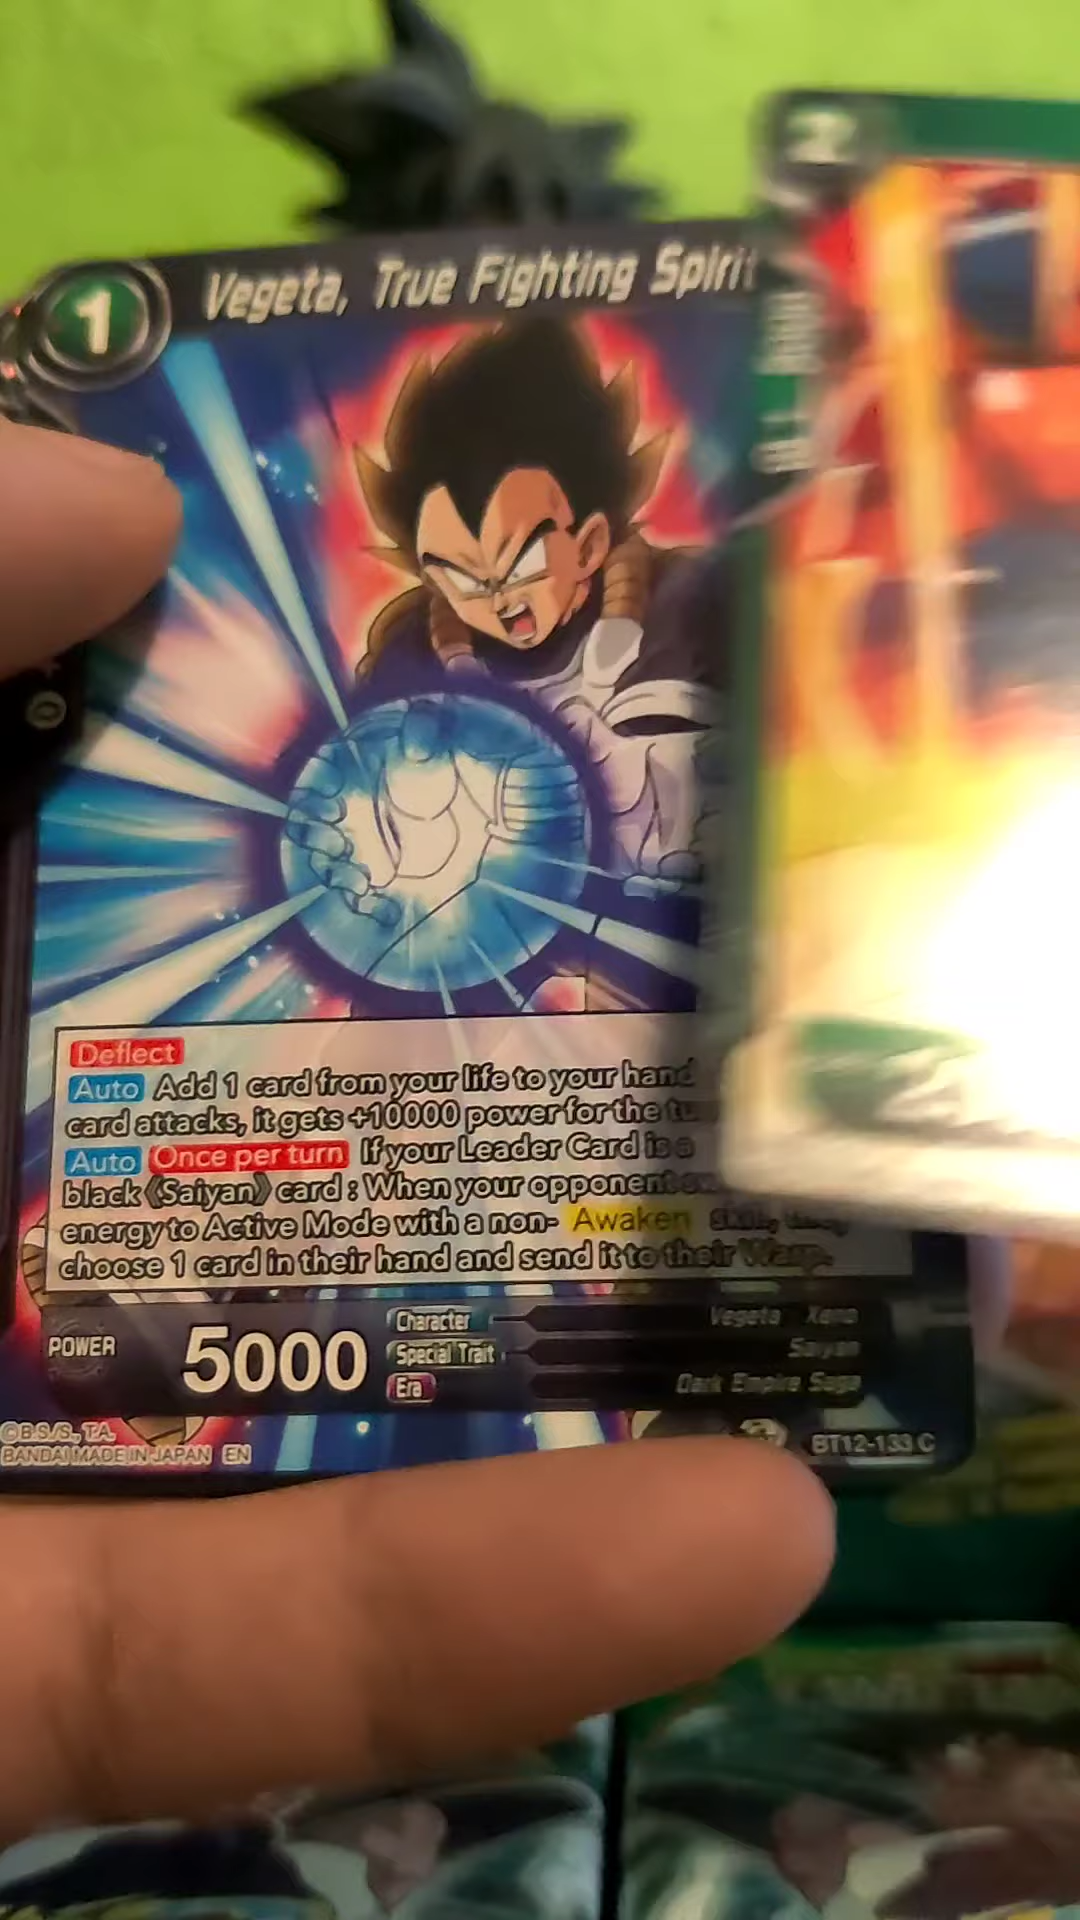 1
Vegeta, True Fighting Spirit
2
Deflect
Auto Add 1 card from your life to your hand
card attacks, it gets +10000 power for the
Auto Once per turn If your Leader Card is a
black《Saiyan》card : When your opponent
energy to Active Mode with a non- Awaken
choose 1 card in their hand and send it to their Warp.
POWER
5000
Character Vegeta : Xeno
Special Trait Saiyan
Era Dark Empire Saga
©B.S/S., T.A.
BANDAI MADE IN JAPAN EN
BT12-133 C